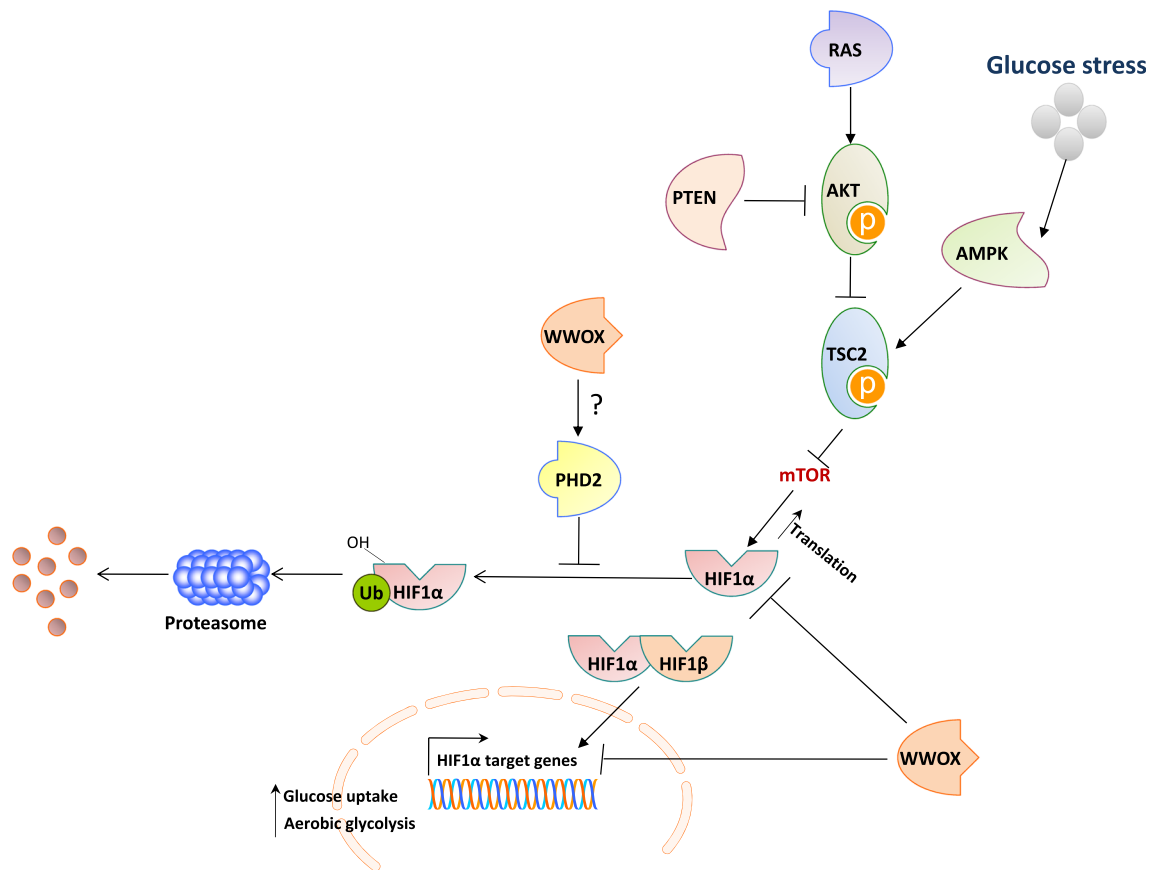 RAS
Glucose stress
PTEN
AKT
p
AMPK
WWOX
TSC2
p
?
PHD2
mTOR
Translation
OH
Ub
HIF1α
HIF1α
Proteasome
HIF1α
HIF1β
HIF1α target genes
WWOX
Glucose uptake
Aerobic glycolysis